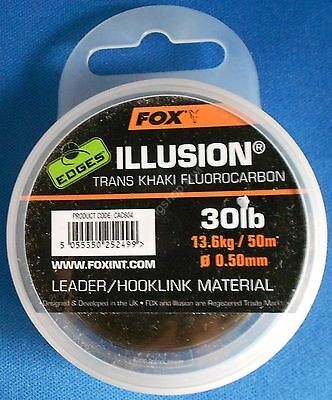 FOX
EDGES
ILLUSION®
TRANS KHAKI FLUOROCARBON
PRODUCT CODE: CAC604
5 055350 252499 >
30lb
13.6kg / 50m
Ø 0.50mm
WWW.FOXINT.COM
LEADER/HOOKLINK MATERIAL
Designed & Developed in the UK • FOX and Illusion are Registered Trade Marks